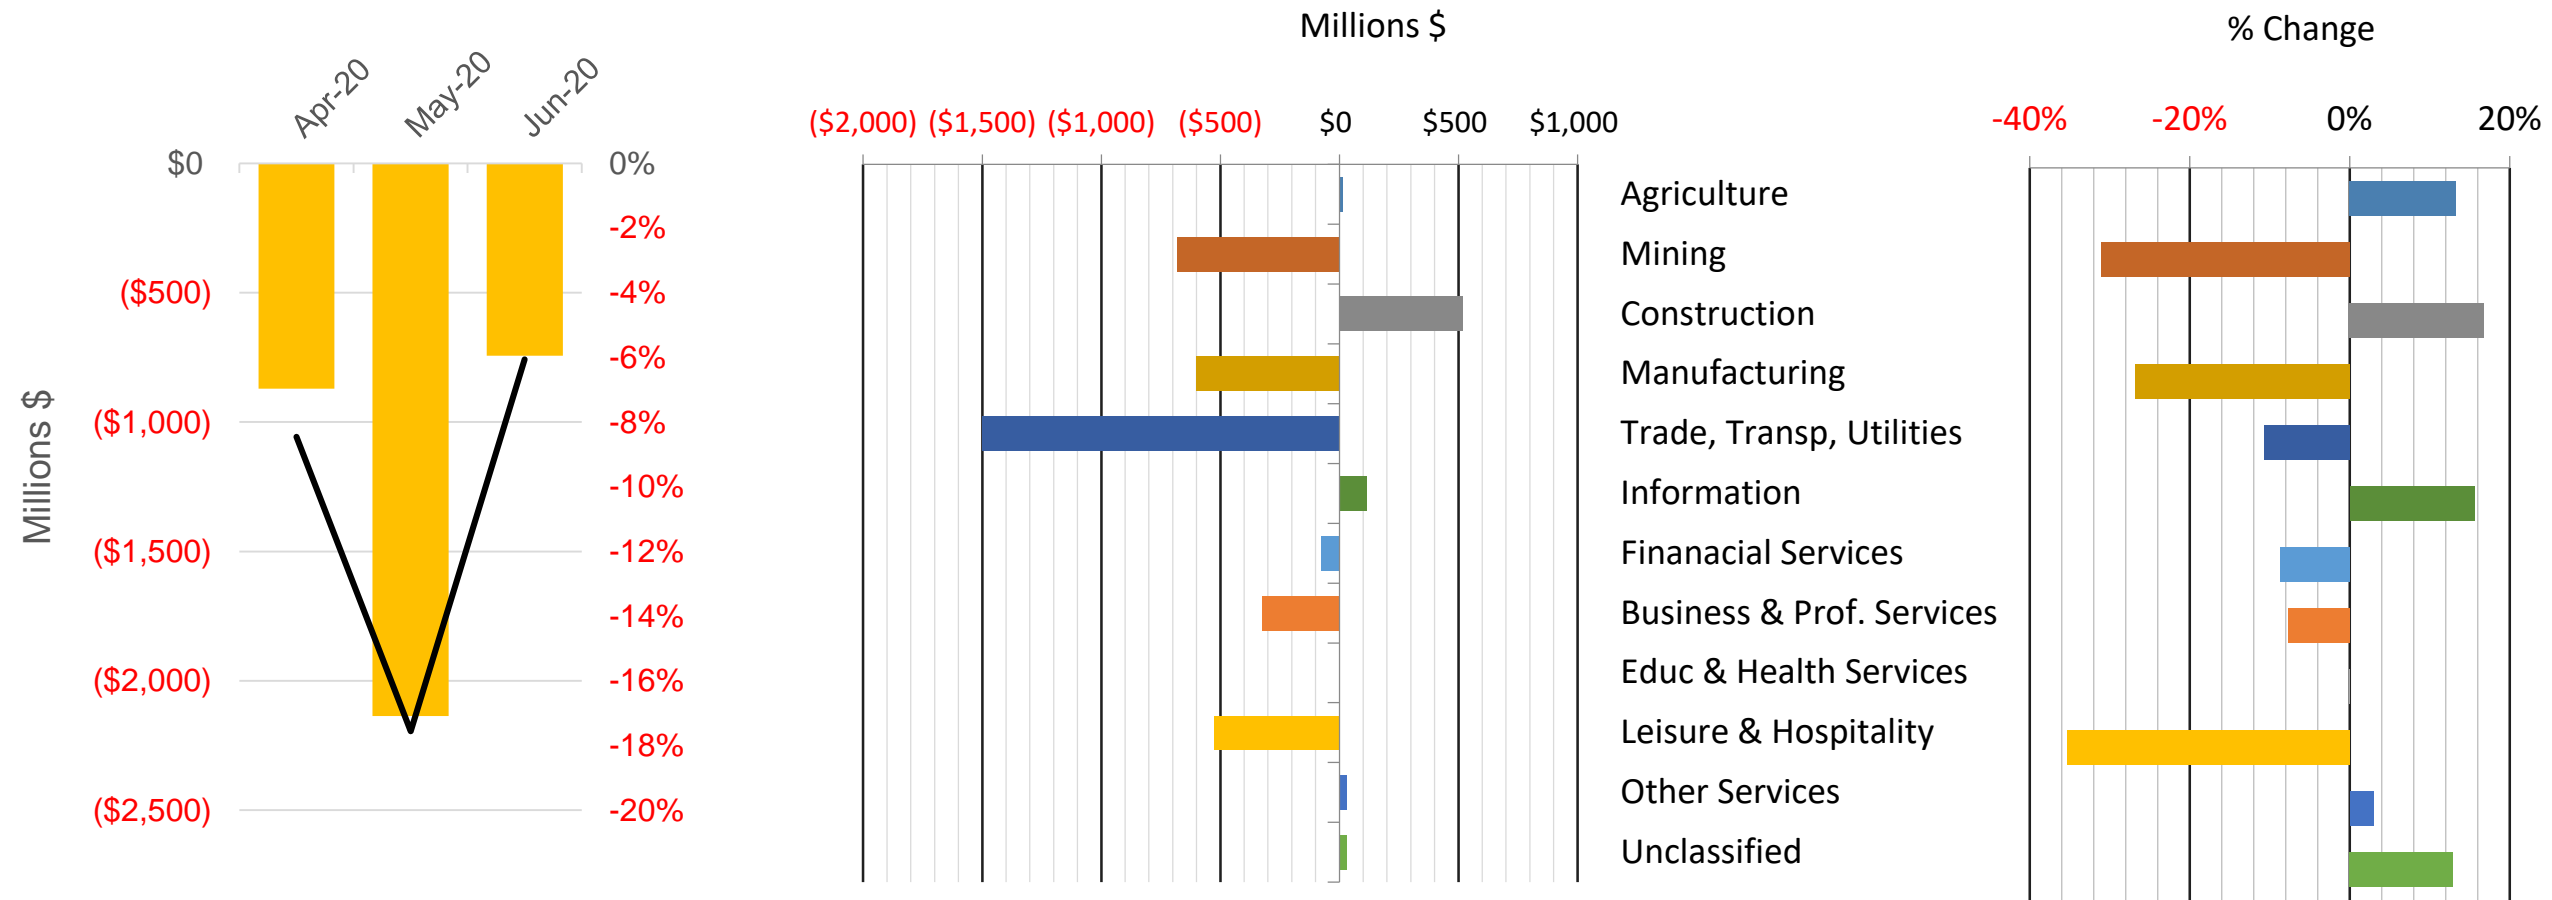 Apr-20
May-20
Jun-20
$0
($500)
($1,000)
($1,500)
($2,000)
($2,500)
Millions $
0%
-2%
-4%
-6%
-8%
-10%
-12%
-14%
-16%
-18%
-20%
Millions $
($2,000) ($1,500) ($1,000) ($500) $0 $500 $1,000
Agriculture
Mining
Construction
Manufacturing
Trade, Transp, Utilities
Information
Finanacial Services
Business & Prof. Services
Educ & Health Services
Leisure & Hospitality
Other Services
Unclassified
% Change
-40% -20% 0% 20%